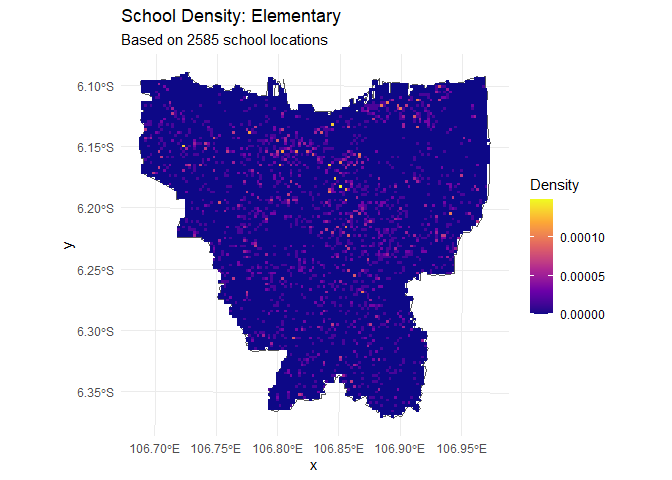 School Density: Elementary
Based on 2585 school locations
6.10°S
6.15°S
6.20°S
6.25°S
6.30°S
6.35°S
y
106.70°E 106.75°E 106.80°E 106.85°E 106.90°E 106.95°E
x
Density
0.00010
0.00005
0.00000